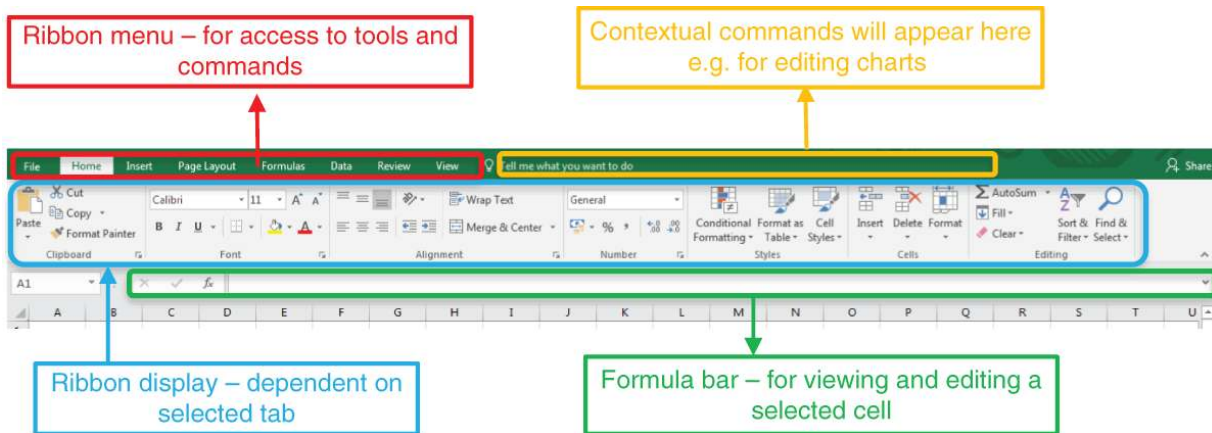 Ribbon menu – for access to tools and
commands
Contextual commands will appear here
e.g. for editing charts
File Home Insert Page Layout Formulas Data Review View Tell me what you want to do Share
Cut
Copy
Format Painter
Paste
Clipboard
Calibri 11
B I U
Font
Wrap Text
Merge & Center
Alignment
General
% ,
Number
Conditional Formatting
Format as Table
Cell Styles
Styles
Insert Delete Format
Cells
AutoSum
Fill
Clear
Sort & Filter
Find & Select
Editing
A1 fx
A B C D E F G H I J K L M N O P Q R S T U
Ribbon display – dependent on
selected tab
Formula bar – for viewing and editing a
selected cell